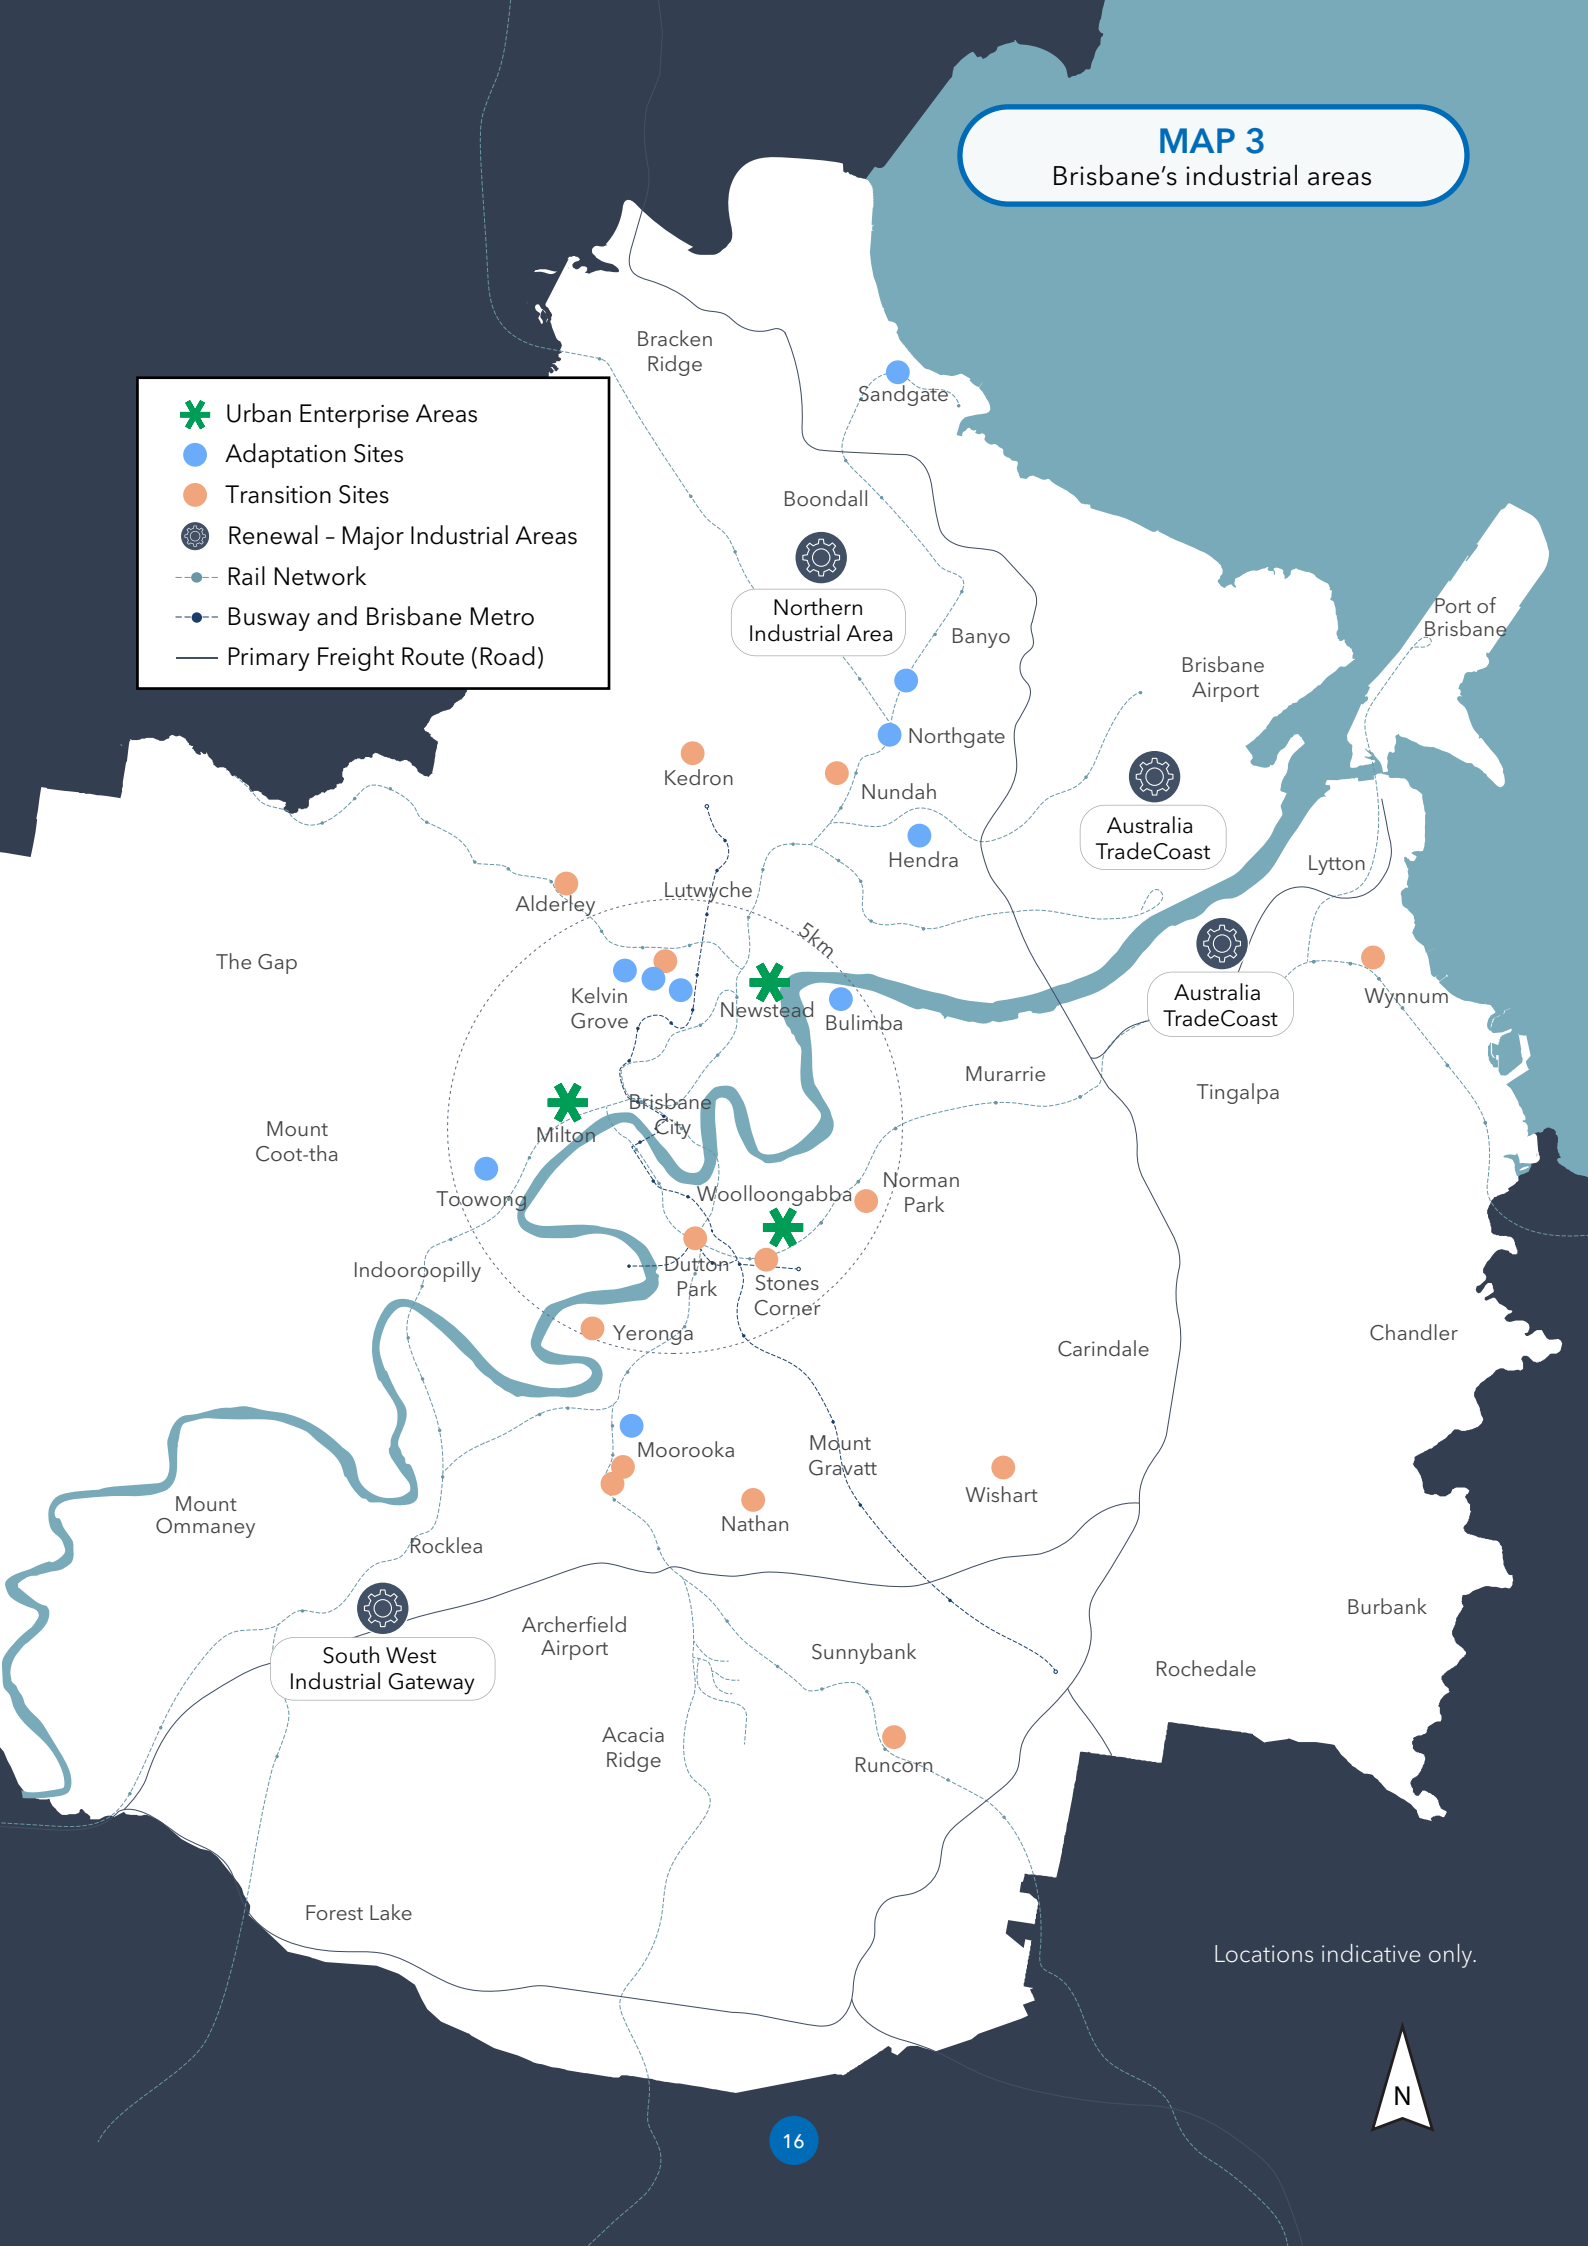 MAP 3
Brisbane's industrial areas
Bracken
Ridge
Sandgate
Urban Enterprise Areas
Adaptation Sites
Transition Sites
Renewal – Major Industrial Areas
Rail Network
Busway and Brisbane Metro
Primary Freight Route (Road)
Boondall
Northern
Industrial Area
Banyo
Port of
Brisbane
Brisbane
Airport
Northgate
Kedron
Nundah
Australia
TradeCoast
Hendra
Lytton
Lutwyche
Alderley
5km
The Gap
Kelvin
Grove
Newstead
Bulimba
Australia
TradeCoast
Wynnum
Murarrie
Tingalpa
Brisbane
City
Milton
Mount
Coot-tha
Toowong
Woolloongabba
Norman
Park
Indooroopilly
Dutton
Park
Stones
Corner
Yeronga
Carindale
Chandler
Moorooka
Mount
Gravatt
Wishart
Mount
Ommaney
Nathan
Rocklea
Burbank
Archerfield
Airport
Sunnybank
South West
Industrial Gateway
Rochedale
Acacia
Ridge
Runcorn
Forest Lake
Locations indicative only.
N
16